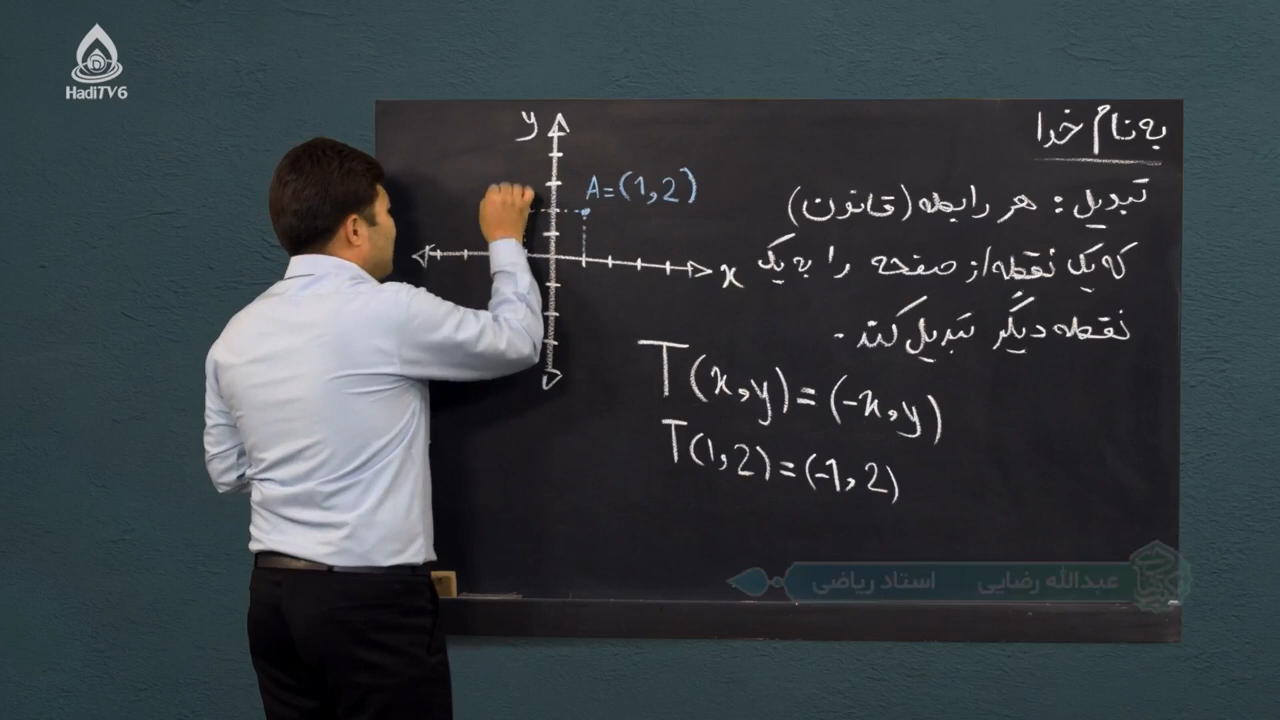 HadiTV6
به نام خدا
تبدیل: هر رابطه (قانون)
که یک نقطه از صفحه را به یک
نقطه دیگر تبدیل کند.
T(x,y)=(-x,y)
T(1,2)=(-1,2)
y
A=(1,2)
x
عبدالله رضایی استاد ریاضی